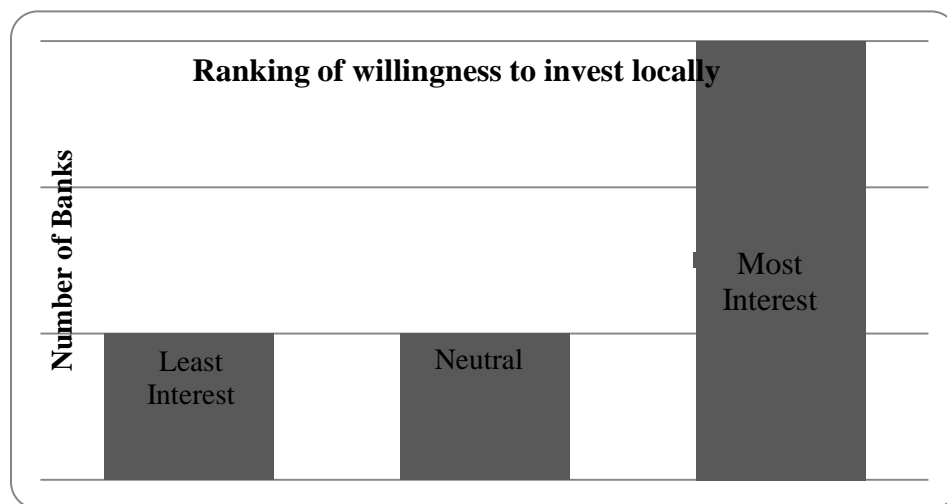 Ranking of willingness to invest locally
Number of Banks
Least
Interest
Neutral
Most
Interest